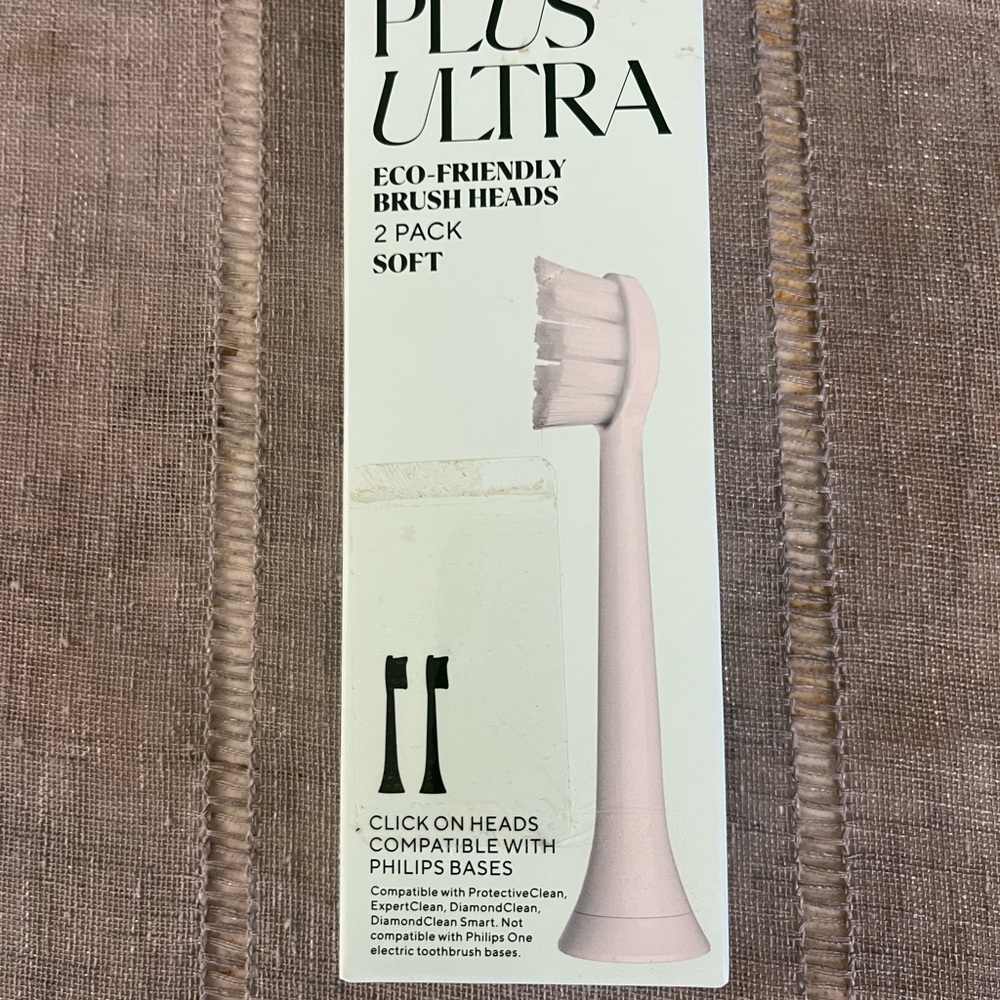 PLUS
ULTRA
ECO-FRIENDLY
BRUSH HEADS
2 PACK
SOFT
CLICK ON HEADS
COMPATIBLE WITH
PHILIPS BASES
Compatible with ProtectiveClean,
ExpertClean, DiamondClean,
DiamondClean Smart. Not
compatible with Philips One
electric toothbrush bases.